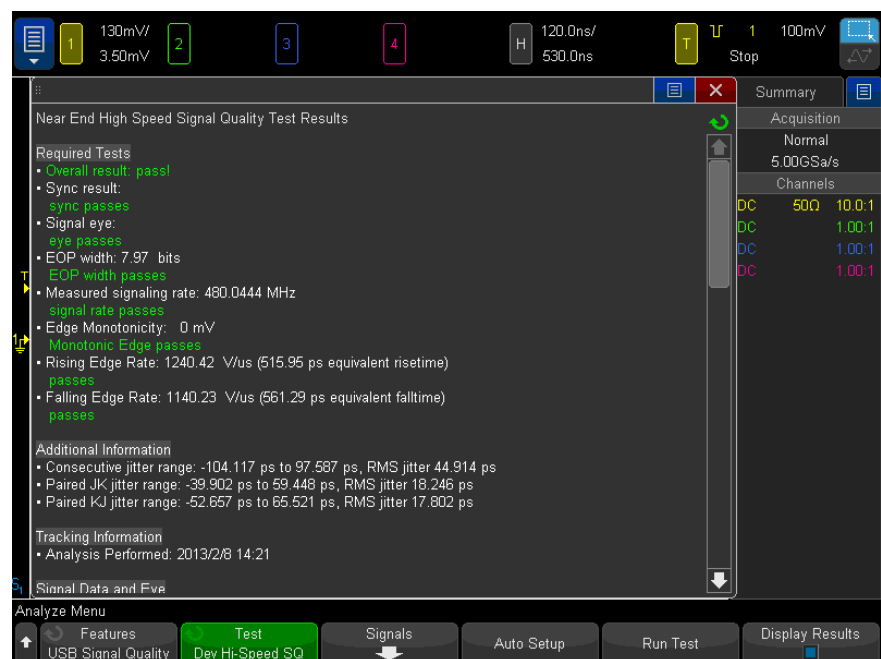 1 130mV/ 3.50mV/ 2 3 4 H 120.0ns/ 530.0ns T 1 100mV Stop
Near End High Speed Signal Quality Test Results
Required Tests
• Overall result: pass!
• Sync result:
sync passes
• Signal eye:
eye passes
• EOP width: 7.97 bits
EOP width passes
• Measured signaling rate: 480.0444 MHz
signal rate passes
• Edge Monotonicity: 0 mV
Monotonic Edge passes
• Rising Edge Rate: 1240.42 V/us (515.95 ps equivalent risetime)
passes
• Falling Edge Rate: 1140.23 V/us (561.29 ps equivalent falltime)
passes
Additional Information
• Consecutive jitter range: -104.117 ps to 97.587 ps, RMS jitter 44.914 ps
• Paired JK jitter range: -39.902 ps to 59.448 ps, RMS jitter 18.246 ps
• Paired KJ jitter range: -52.657 ps to 65.521 ps, RMS jitter 17.802 ps
Tracking Information
• Analysis Performed: 2013/2/8 14:21
Signal Data and Eye
T
1
S1
Summary
Acquisition
Normal
5.00GSa/s
Channels
DC 50Ω 10.0:1
DC 1.00:1
DC 1.00:1
DC 1.00:1
Analyze Menu
Features
USB Signal Quality
Test
Dev Hi-Speed SQ
Signals
Auto Setup
Run Test
Display Results